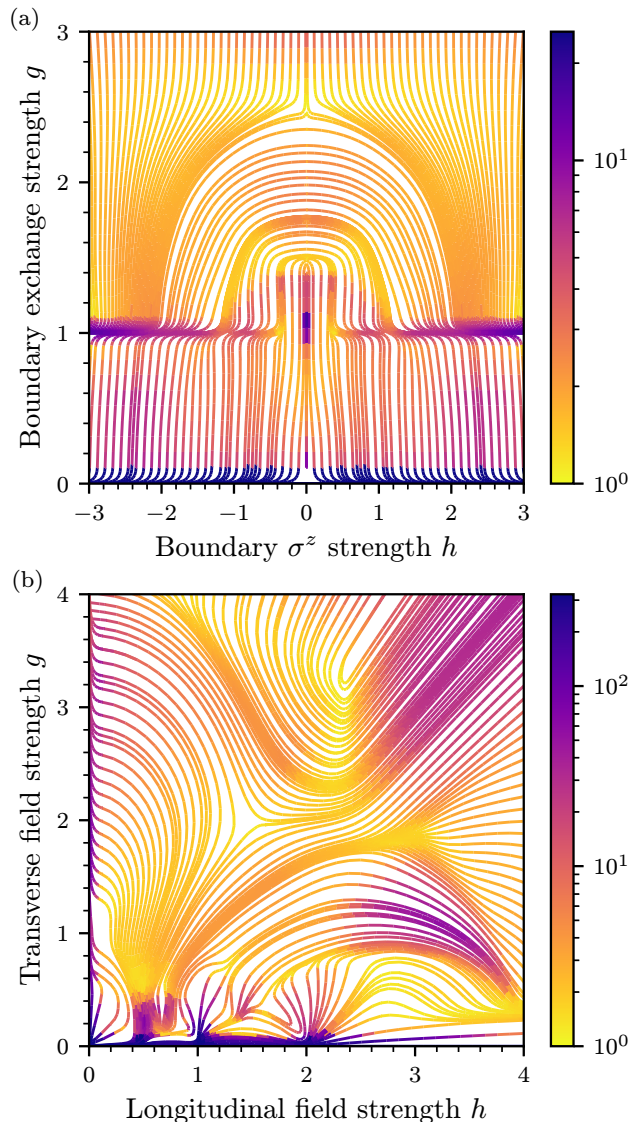 (a)
3
2
1
0
Boundary exchange strength g
−3 −2 −1 0 1 2 3
Boundary σ^z strength h
10^1
10^0
(b)
4
3
2
1
0
Transverse field strength g
0 1 2 3 4
Longitudinal field strength h
10^2
10^1
10^0